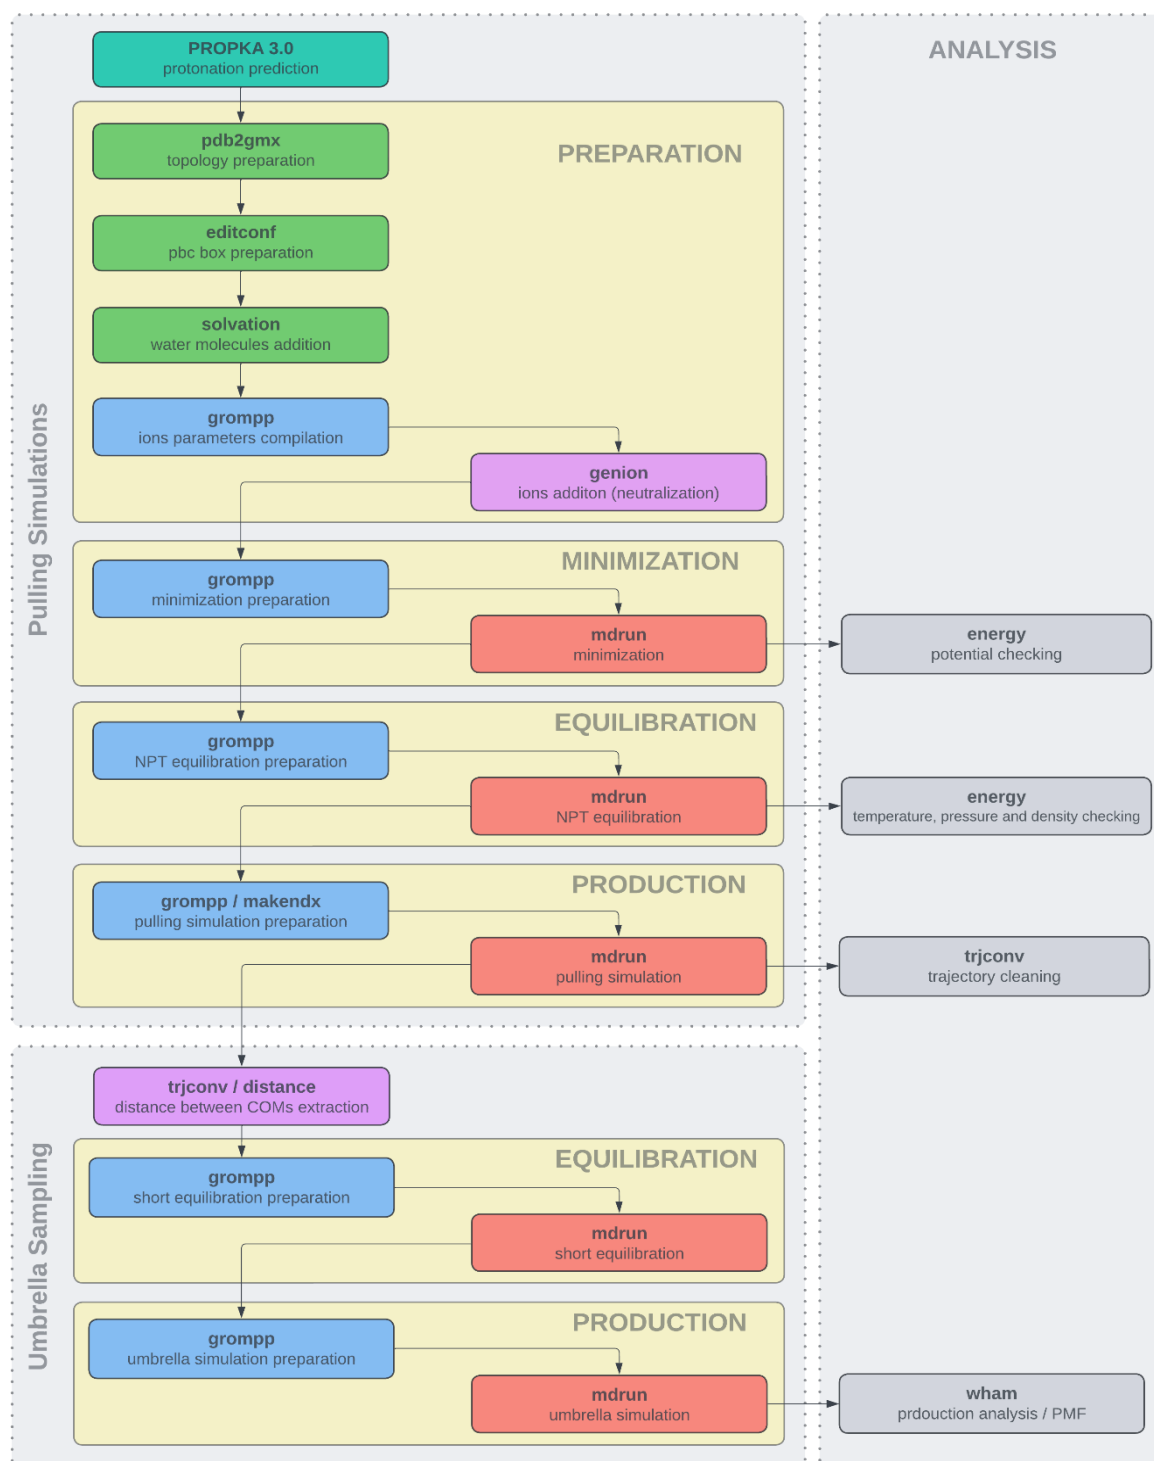 PROPKA 3.0
protonation prediction
ANALYSIS
PREPARATION
pdb2gmx
topology preparation
editconf
pbc box preparation
solvation
water molecules addition
grompp
ions parameters compilation
genion
ions additon (neutralization)
Pulling Simulations
MINIMIZATION
grompp
minimization preparation
mdrun
minimization
energy
potential checking
EQUILIBRATION
grompp
NPT equilibration preparation
mdrun
NPT equilibration
energy
temperature, pressure and density checking
PRODUCTION
grompp / makendx
pulling simulation preparation
mdrun
pulling simulation
trjconv
trajectory cleaning
trjconv / distance
distance between COMs extraction
Umbrella Sampling
EQUILIBRATION
grompp
short equilibration preparation
mdrun
short equilibration
PRODUCTION
grompp
umbrella simulation preparation
mdrun
umbrella simulation
wham
prdouction analysis / PMF